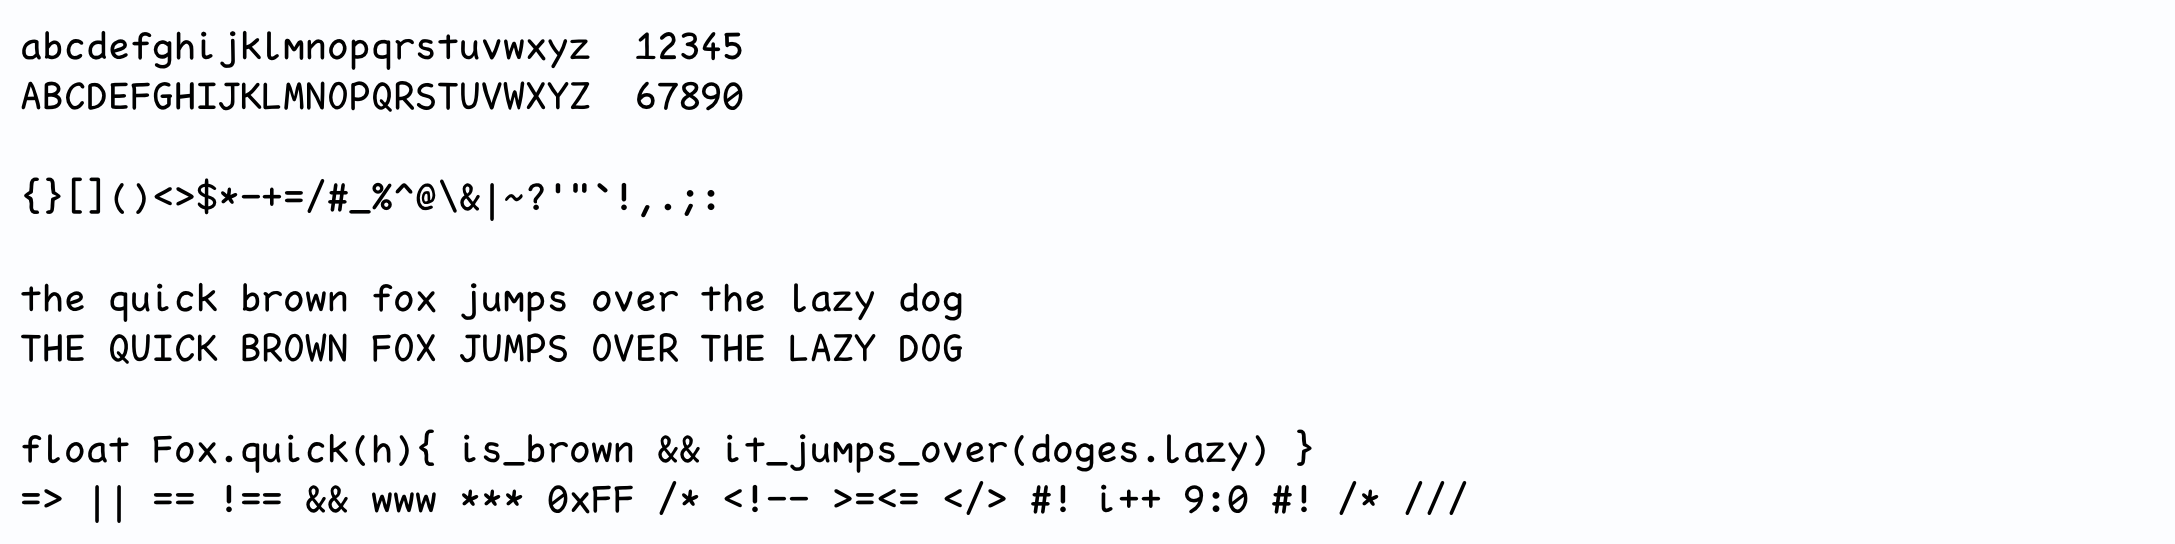 abcdefghijklmnopqrstuvwxyz  12345
ABCDEFGHIJKLMNOPQRSTUVWXYZ  67890
{}[]()<>$*-+=/#_%^@\&|~?'"`!,.;:
the quick brown fox jumps over the lazy dog
THE QUICK BROWN FOX JUMPS OVER THE LAZY DOG
float Fox.quick(h){ is_brown && it_jumps_over(doges.lazy) }
=> || == !== && www *** 0xFF /* <!-- >=<= </> #! i++ 9:0 #! /* ///